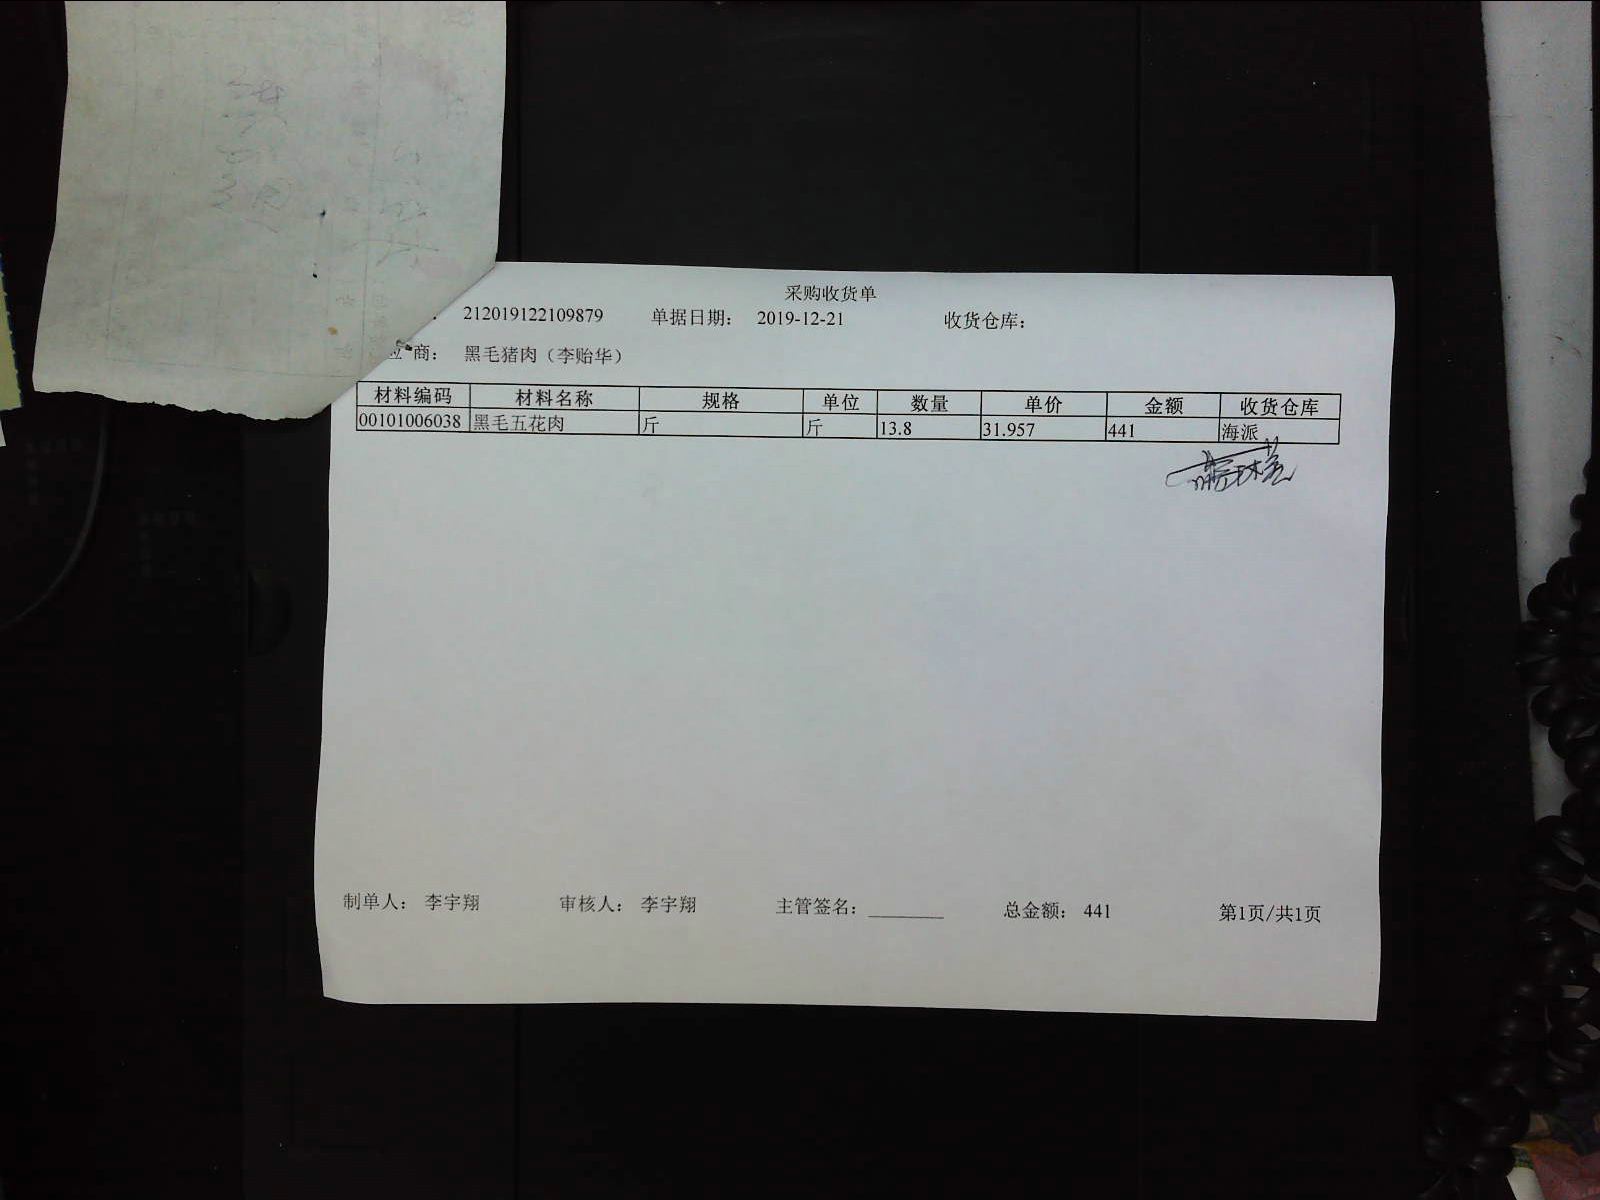 采购收货单
212019122109879 单据日期： 2019-12-21 收货仓库：
应 商： 黑毛猪肉（李贻华）
材料编码 材料名称 规格 单位 数量 单价 金额 收货仓库
00101006038 黑毛五花肉 斤 斤 13.8 31.957 441 海派
制单人： 李宇翔 审核人： 李宇翔 主管签名： ________ 总金额： 441 第1页/共1页